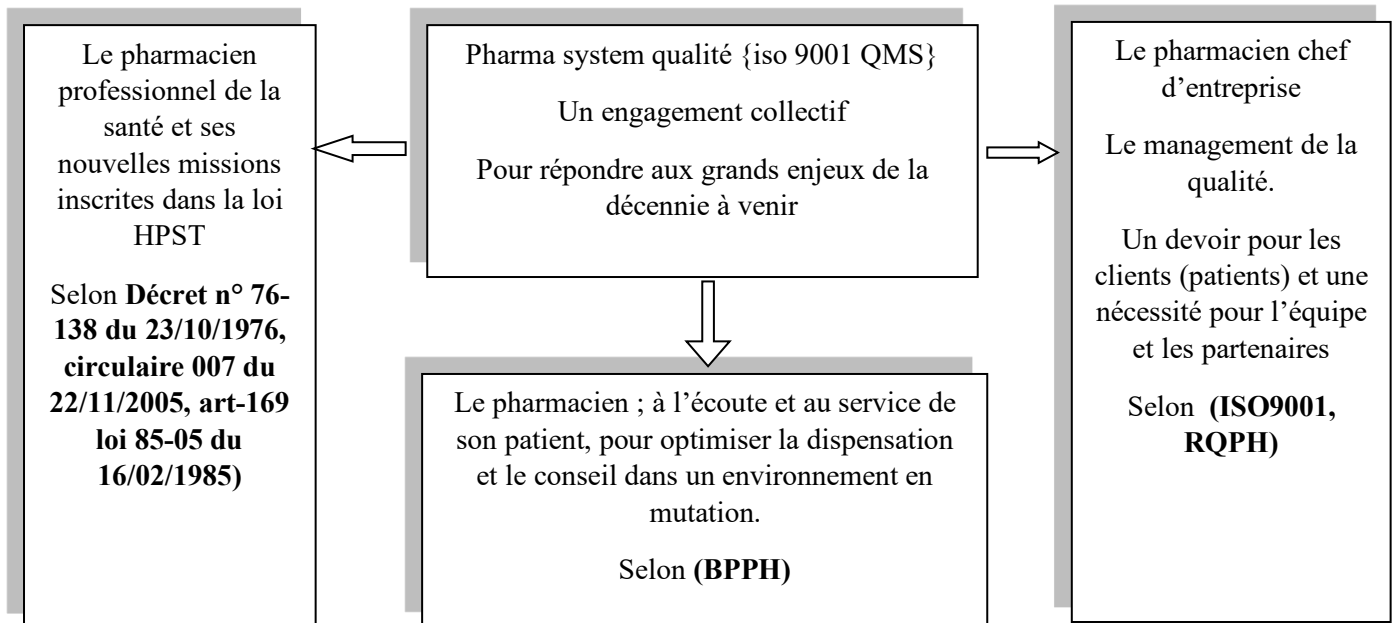 Le pharmacien
professionnel de la
santé et ses
nouvelles missions
inscrites dans la loi
HPST
Selon Décret n° 76-
138 du 23/10/1976,
circulaire 007 du
22/11/2005, art-169
loi 85-05 du
16/02/1985)
Pharma system qualité {iso 9001 QMS}
Un engagement collectif
Pour répondre aux grands enjeux de la
décennie à venir
Le pharmacien ; à l’écoute et au service de
son patient, pour optimiser la dispensation
et le conseil dans un environnement en
mutation.
Selon (BPPH)
Le pharmacien chef
d’entreprise
Le management de la
qualité.
Un devoir pour les
clients (patients) et une
nécessité pour l’équipe
et les partenaires
Selon (ISO9001,
RQPH)